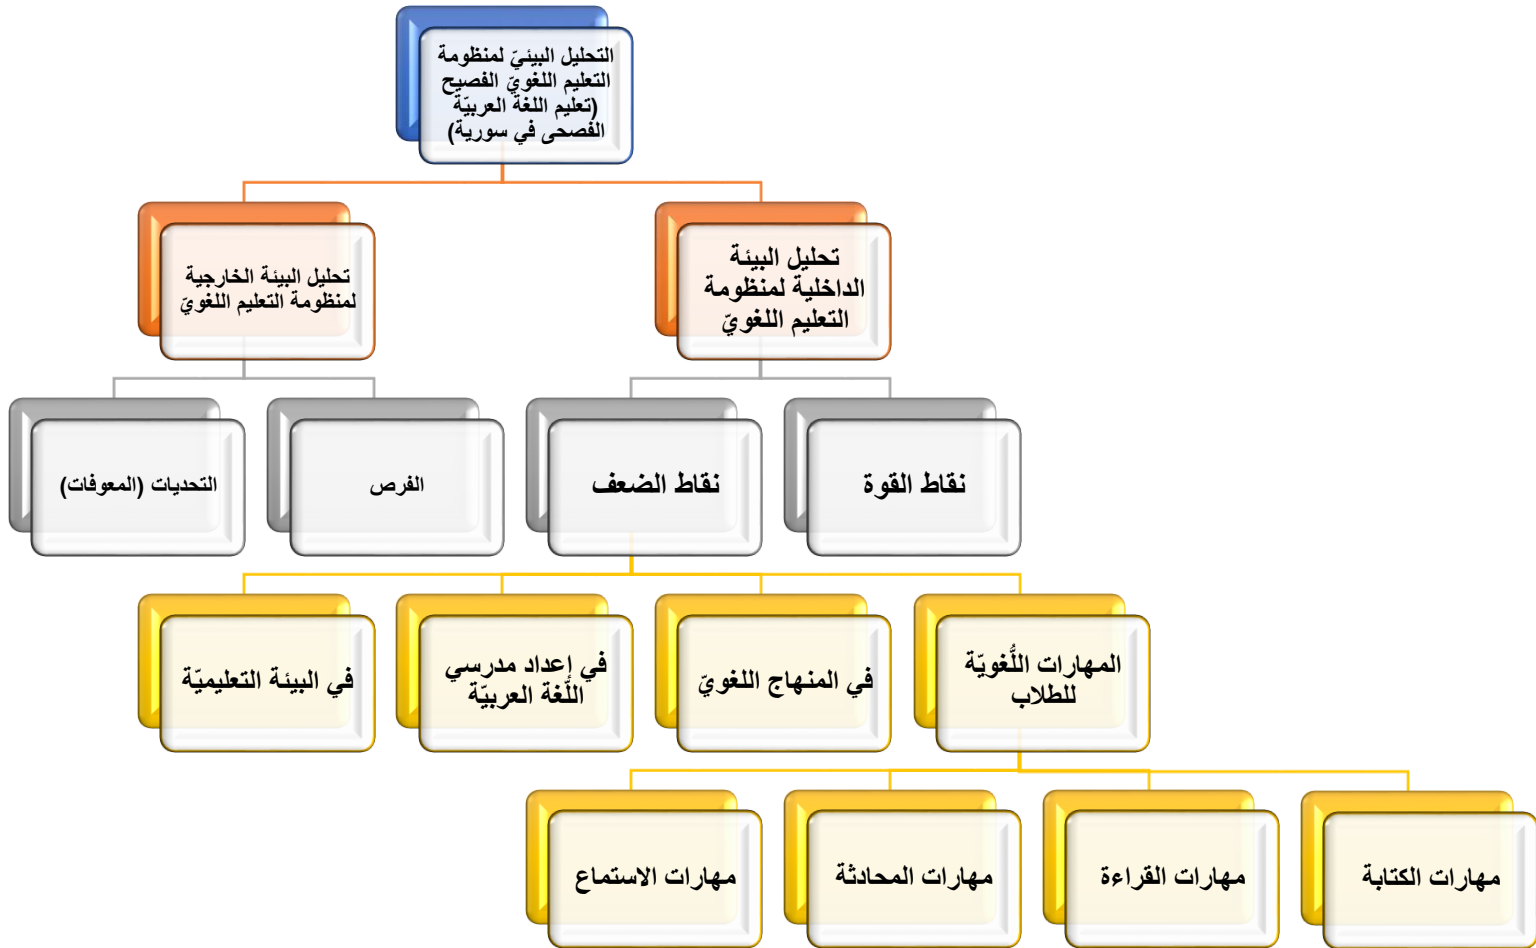 التحليل البيئيّ لمنظومة
التعليم اللغويّ الفصيح
(تعليم اللغة العربيّة
الفصحى في سورية)
تحليل البيئة
الداخلية لمنظومة
التعليم اللغويّ
تحليل البيئة الخارجية
لمنظومة التعليم اللغويّ
نقاط القوة
نقاط الضعف
الفرص
التحديات (المعوفات)
المهارات اللُّغويّة
للطلاب
في المنهاج اللغويّ
في إعداد مدرسي
اللّغة العربيّة
في البيئة التعليميّة
مهارات الكتابة
مهارات القراءة
مهارات المحادثة
مهارات الاستماع